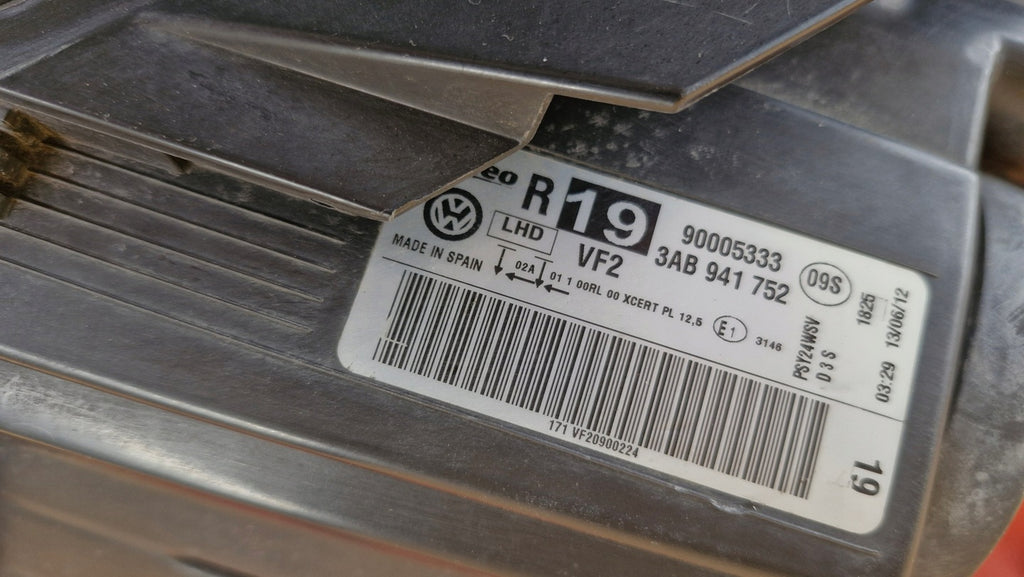 eo R 19 90005333
LHD VF2 3AB 941 752 09S
MADE IN SPAIN
02A 01 1 00RL 00 XCERT PL 12,5 E1 3146
PSY24WSV
D3S
1825
03:29 13/06/12
171 VF20900224
19